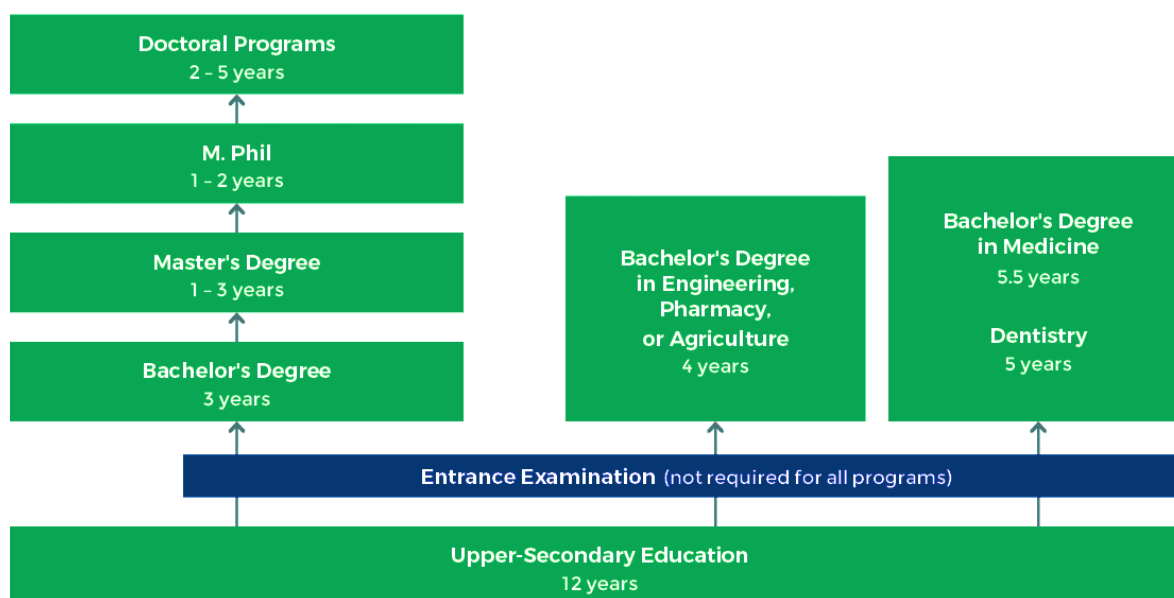 Doctoral Programs
2 – 5 years
M. Phil
1 – 2 years
Master's Degree
1 – 3 years
Bachelor's Degree
3 years
Bachelor's Degree
in Engineering,
Pharmacy,
or Agriculture
4 years
Bachelor's Degree
in Medicine
5.5 years
Dentistry
5 years
Entrance Examination (not required for all programs)
Upper-Secondary Education
12 years